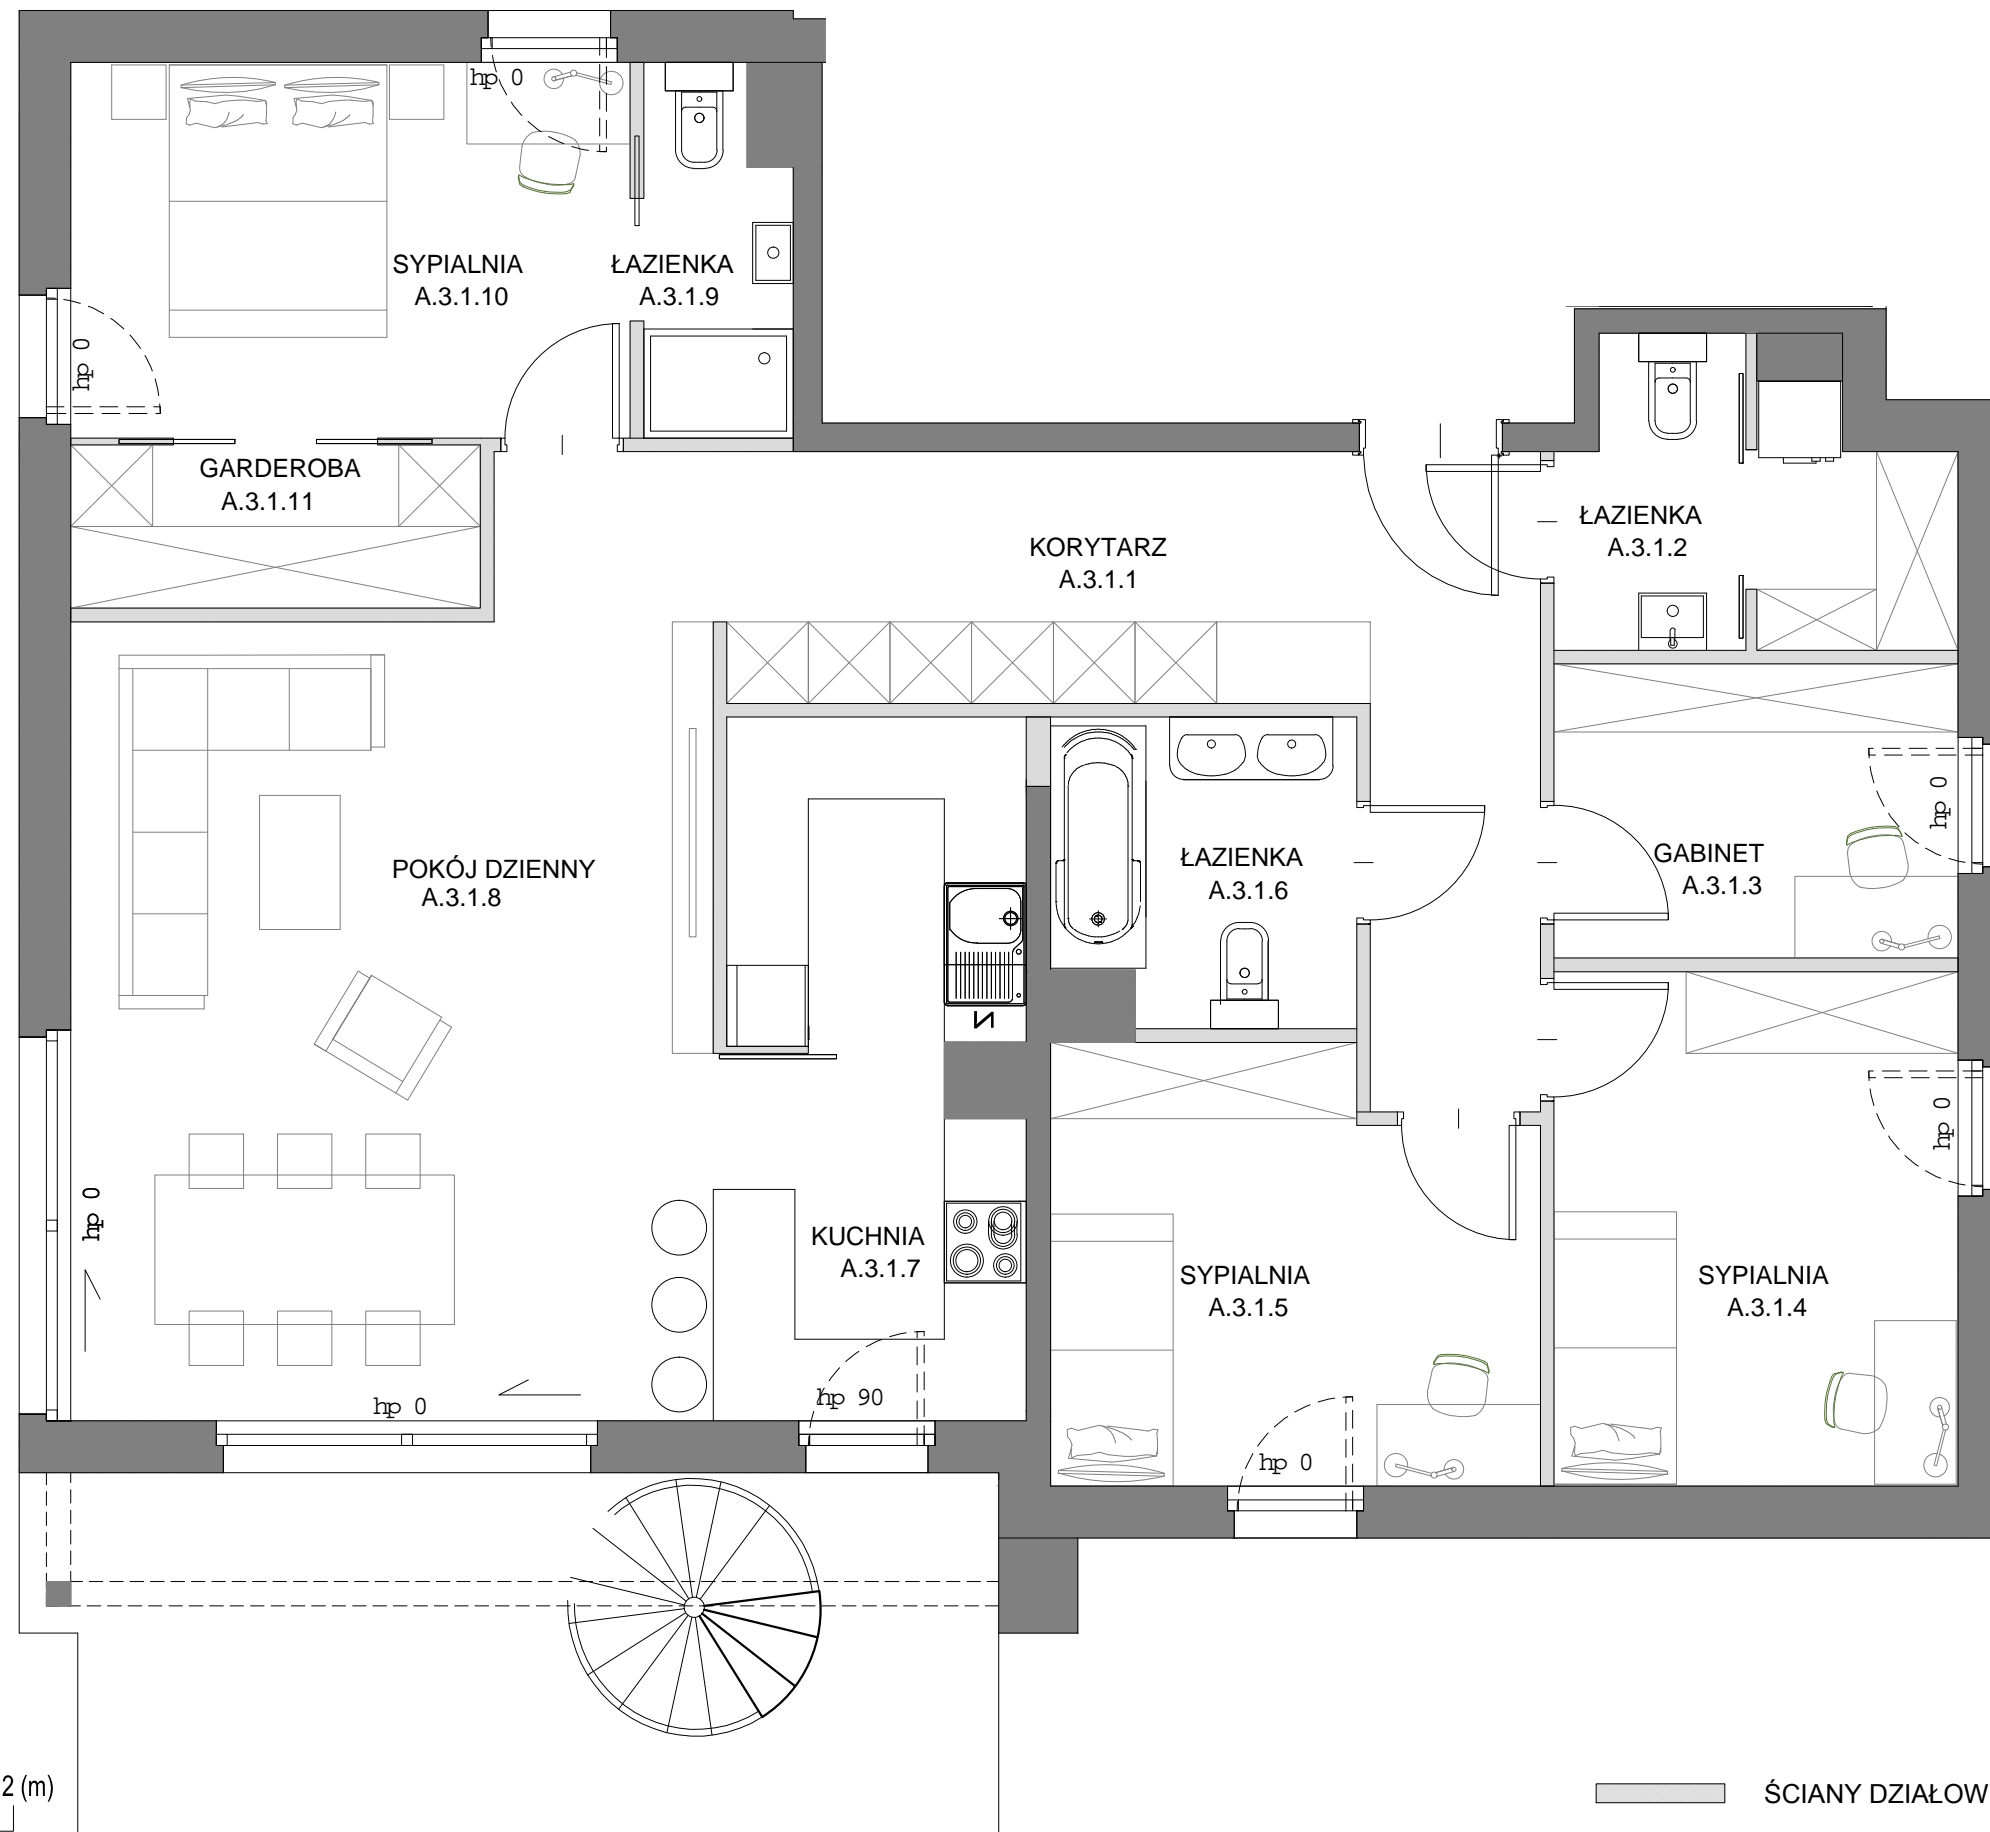 hp 0
SYPIALNIA
A.3.1.10
ŁAZIENKA
A.3.1.9
hp 0
GARDEROBA
A.3.1.11
KORYTARZ
A.3.1.1
ŁAZIENKA
A.3.1.2
POKÓJ DZIENNY
A.3.1.8
ŁAZIENKA
A.3.1.6
GABINET
A.3.1.3
hp 0
hp 0
hp 0
KUCHNIA
A.3.1.7
SYPIALNIA
A.3.1.5
SYPIALNIA
A.3.1.4
hp 0
hp 90
hp 0
2 (m)
ŚCIANY DZIAŁOW